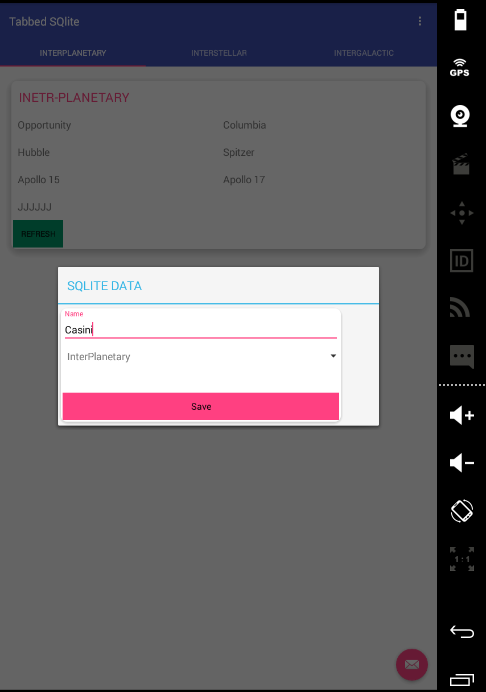 Tabbed SQlite
INTERPLANETARY INTERSTELLAR INTERGALACTIC
INETR-PLANETARY
Opportunity Columbia
Hubble Spitzer
Apollo 15 Apollo 17
JJJJJJ
REFRESH
SQLITE DATA
Name
Casini
InterPlanetary
Save
GPS
ID
1:1